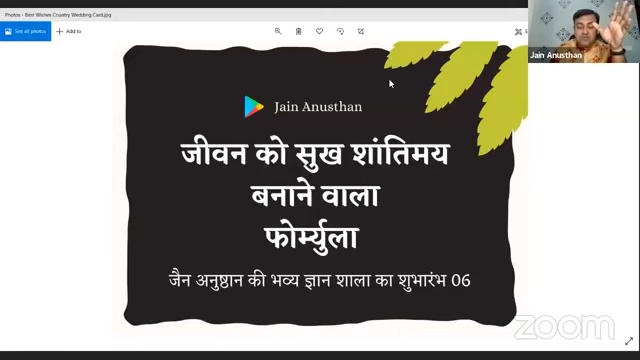 Photos - Best Wishes Country Wedding Card.jpg
See all photos
Add to
Jain Anusthan
Jain Anusthan
जीवन को सुख शांतिमय
बनाने वाला
फोर्म्युला
जैन अनुष्ठान की भव्य ज्ञान शाला का शुभारंभ 06
zoom